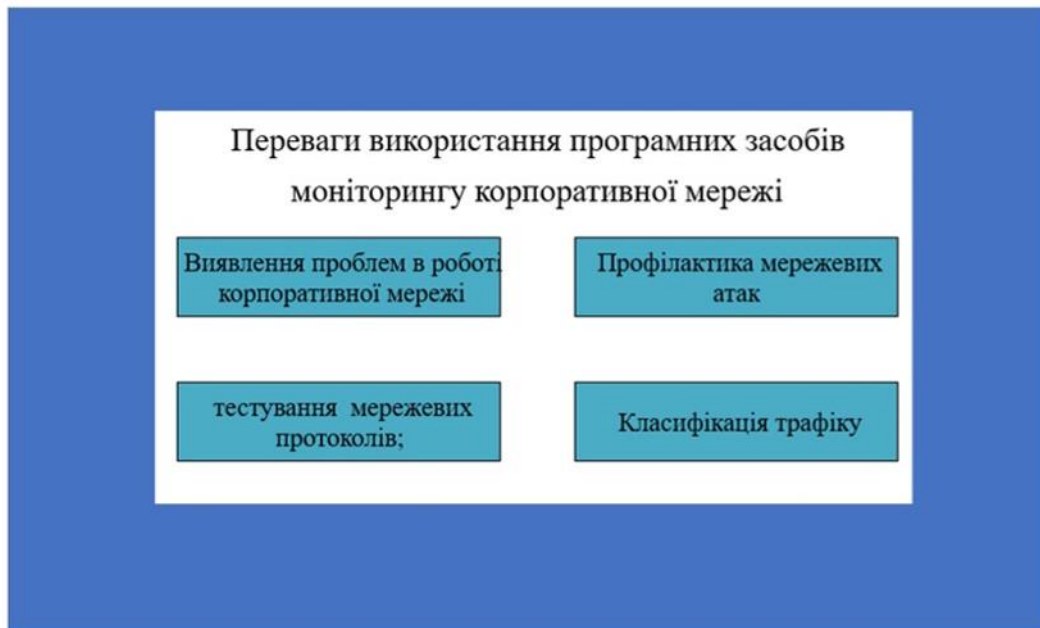 Переваги використання програмних засобів
моніторингу корпоративної мережі
Виявлення проблем в роботі
корпоративної мережі
Профілактика мережевих
атак
тестування мережевих
протоколів;
Класифікація трафіку